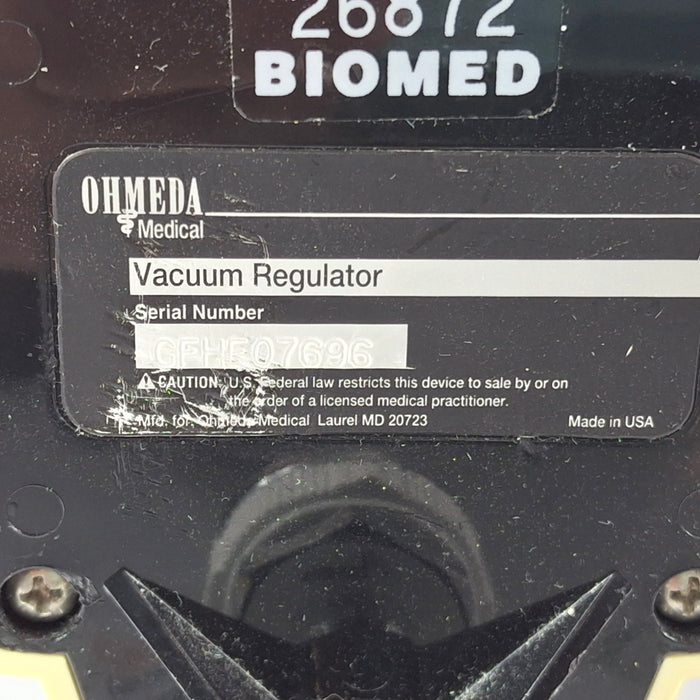 26872
BIOMED
OHMEDA
Medical
Vacuum Regulator
Serial Number
GFHE07696
CAUTION: U.S. Federal law restricts this device to sale by or on
the order of a licensed medical practitioner.
Mfd. for Ohmeda Medical Laurel MD 20723
Made in USA